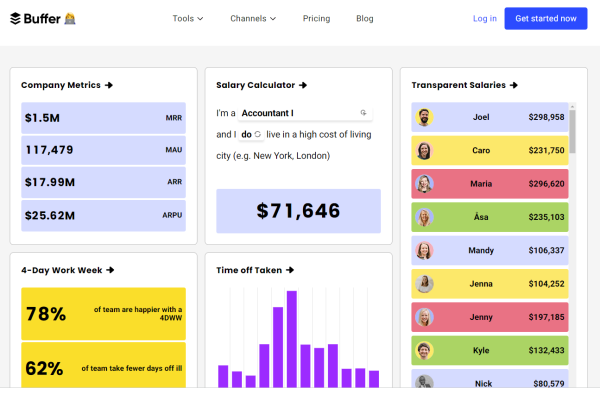 Buffer
Tools
Channels
Pricing
Blog
Log in
Get started now
Company Metrics
$1.5M MRR
117,479 MAU
$17.99M ARR
$25.62M ARPU
Salary Calculator
I'm a Accountant I
and I do live in a high cost of living
city (e.g. New York, London)
$71,646
Transparent Salaries
Joel $298,958
Caro $231,750
Maria $296,620
Åsa $235,103
Mandy $106,337
Jenna $104,252
Jenny $197,185
Kyle $132,433
Nick $80,579
4-Day Work Week
78% of team are happier with a
4DWW
62% of team take fewer days off ill
Time off Taken